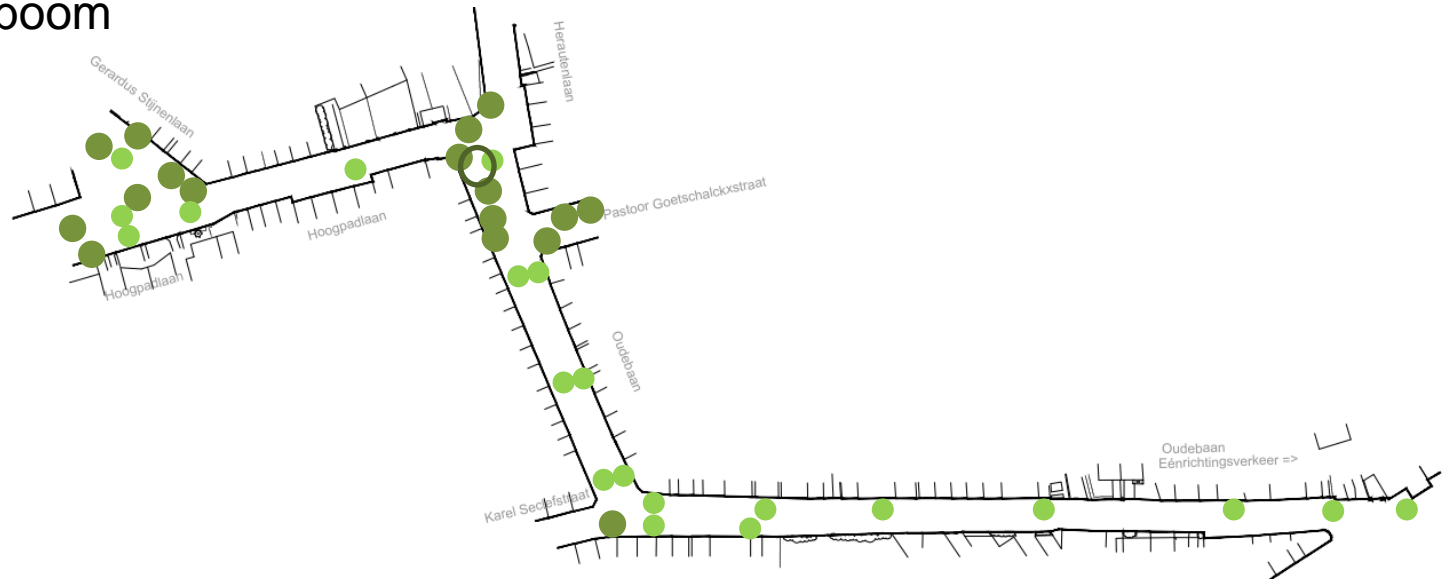 boom
Gerardus Stijnenlaan
Herautenlaan
Pastoor Goetschalckxstraat
Hoogpadlaan
Hoogpadlaan
Oudebaan
Oudebaan
Eénrichtingsverkeer =>
Karel Seclefstraat